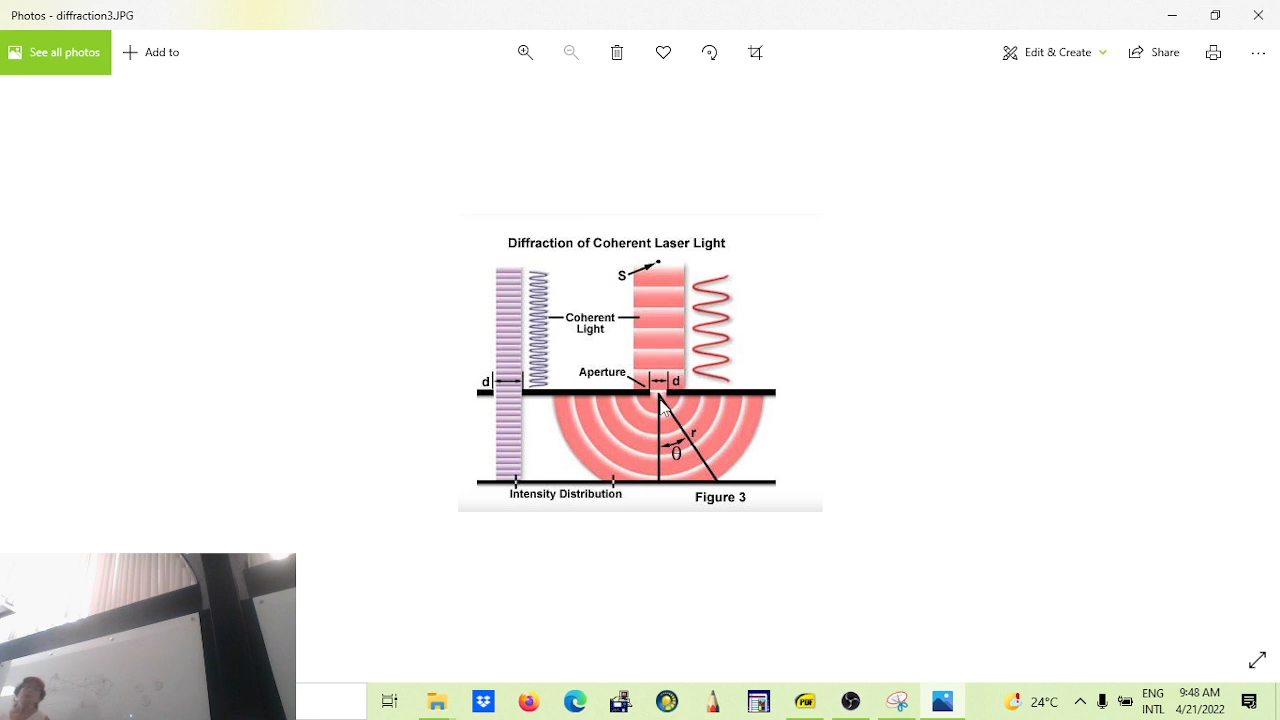 Photos - diffraction3.JPG
See all photos
Add to
Edit & Create
Share
Diffraction of Coherent Laser Light
S
Coherent
Light
Aperture
d
d
r
θ
Intensity Distribution
Figure 3
PDF
24°C
ENG
INTL
9:48 AM
4/21/2022